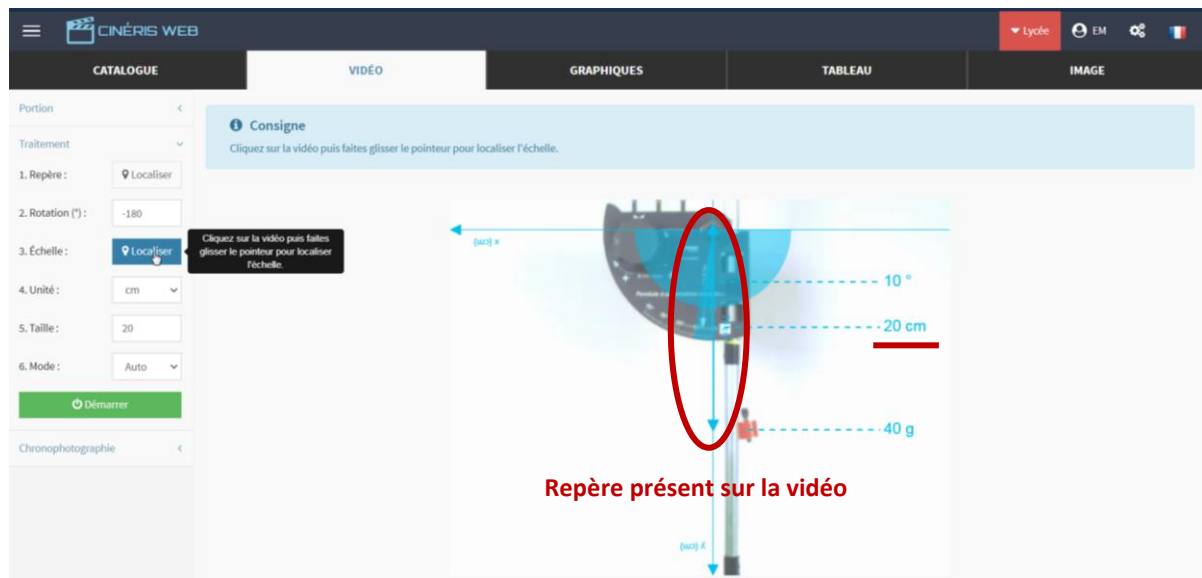 CINÉRIS WEB
Lycée
EM
CATALOGUE
VIDÉO
GRAPHIQUES
TABLEAU
IMAGE
Portion
Traitement
1. Repère :
Localiser
2. Rotation (°) :
-180
3. Échelle :
Localiser
4. Unité :
cm
5. Taille :
20
6. Mode :
Auto
Démarrer
Chronophotographie
Consigne
Cliquez sur la vidéo puis faites glisser le pointeur pour localiser l'échelle.
Cliquez sur la vidéo puis faites
glisser le pointeur pour localiser
l'échelle.
x (cm)
10 °
20 cm
40 g
Repère présent sur la vidéo
y (cm)